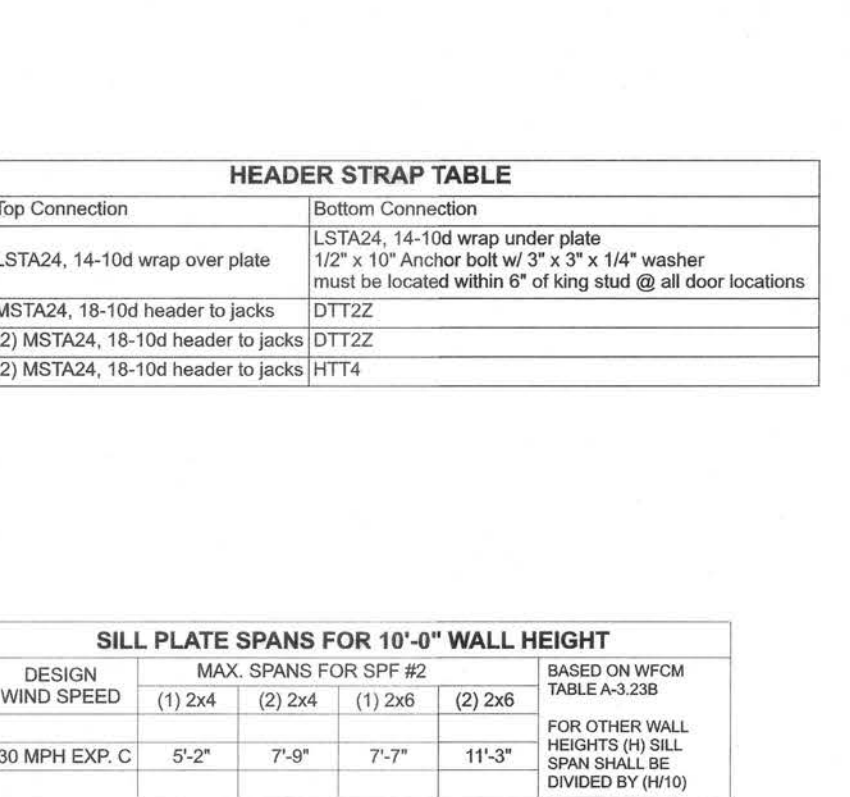 HEADER STRAP TABLE
Top Connection Bottom Connection
LSTA24, 14-10d wrap over plate
LSTA24, 14-10d wrap under plate
1/2" x 10" Anchor bolt w/ 3" x 3" x 1/4" washer
must be located within 6" of king stud @ all door locations
MSTA24, 18-10d header to jacks DTT2Z
2) MSTA24, 18-10d header to jacks DTT2Z
2) MSTA24, 18-10d header to jacks HTT4
SILL PLATE SPANS FOR 10'-0" WALL HEIGHT
DESIGN
WIND SPEED
MAX. SPANS FOR SPF #2
(1) 2x4 (2) 2x4 (1) 2x6 (2) 2x6
30 MPH EXP. C 5'-2" 7'-9" 7'-7" 11'-3"
BASED ON WFCM
TABLE A-3.23B
FOR OTHER WALL
HEIGHTS (H) SILL
SPAN SHALL BE
DIVIDED BY (H/10)